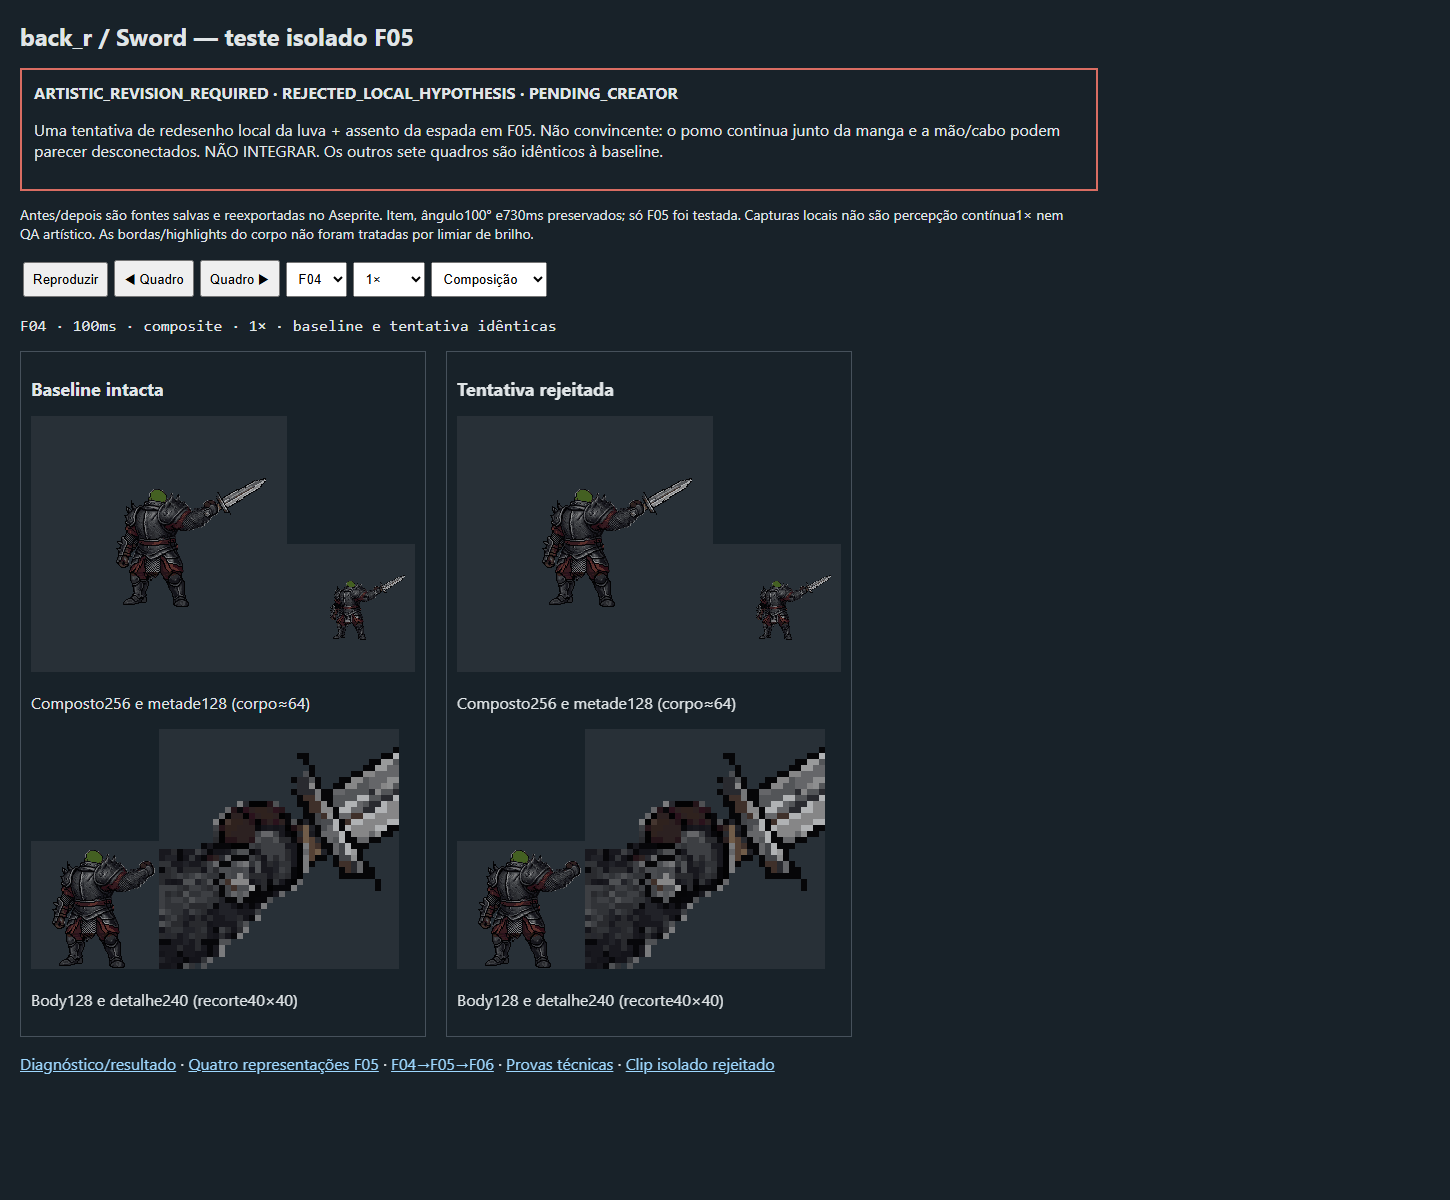 back_r / Sword — teste isolado F05
ARTISTIC_REVISION_REQUIRED · REJECTED_LOCAL_HYPOTHESIS · PENDING_CREATOR
Uma tentativa de redesenho local da luva + assento da espada em F05. Não convincente: o pomo continua junto da manga e a mão/cabo podem
parecer desconectados. NÃO INTEGRAR. Os outros sete quadros são idênticos à baseline.
Antes/depois são fontes salvas e reexportadas no Aseprite. Item, ângulo100° e730ms preservados; só F05 foi testada. Capturas locais não são percepção contínua1× nem
QA artístico. As bordas/highlights do corpo não foram tratadas por limiar de brilho.
Reproduzir ◀ Quadro Quadro ▶ F04 1× Composição
F04 · 100ms · composite · 1× · baseline e tentativa idênticas
Baseline intacta
Composto256 e metade128 (corpo≈64)
Body128 e detalhe240 (recorte40×40)
Tentativa rejeitada
Composto256 e metade128 (corpo≈64)
Body128 e detalhe240 (recorte40×40)
Diagnóstico/resultado · Quatro representações F05 · F04→F05→F06 · Provas técnicas · Clip isolado rejeitado